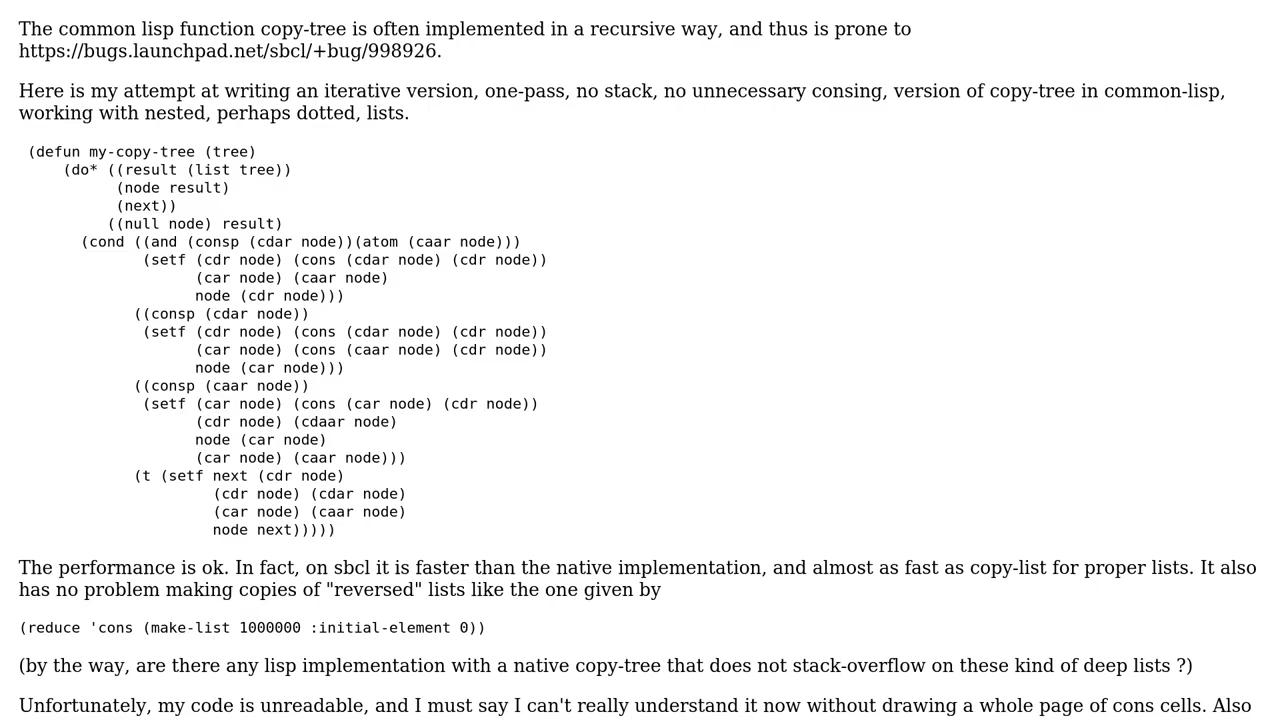 The common lisp function copy-tree is often implemented in a recursive way, and thus is prone to
https://bugs.launchpad.net/sbcl/+bug/998926.
Here is my attempt at writing an iterative version, one-pass, no stack, no unnecessary consing, version of copy-tree in common-lisp,
working with nested, perhaps dotted, lists.
(defun my-copy-tree (tree)
(do* ((result (list tree))
(node result)
(next))
((null node) result)
(cond ((and (consp (cdar node))(atom (caar node)))
(setf (cdr node) (cons (cdar node) (cdr node))
(car node) (caar node)
node (cdr node)))
((consp (cdar node))
(setf (cdr node) (cons (cdar node) (cdr node))
(car node) (cons (caar node) (cdr node))
node (car node)))
((consp (caar node))
(setf (car node) (cons (car node) (cdr node))
(cdr node) (cdaar node)
node (car node)
(car node) (caar node)))
(t (setf next (cdr node)
(cdr node) (cdar node)
(car node) (caar node)
node next)))))
The performance is ok. In fact, on sbcl it is faster than the native implementation, and almost as fast as copy-list for proper lists. It also
has no problem making copies of "reversed" lists like the one given by
(reduce 'cons (make-list 1000000 :initial-element 0))
(by the way, are there any lisp implementation with a native copy-tree that does not stack-overflow on these kind of deep lists ?)
Unfortunately, my code is unreadable, and I must say I can't really understand it now without drawing a whole page of cons cells. Also